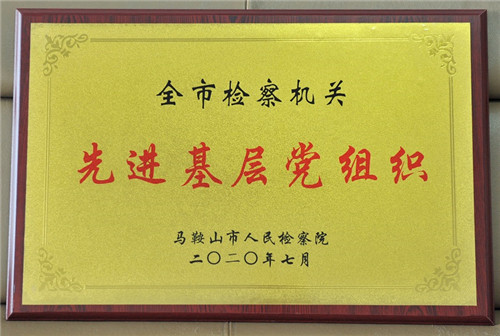 全市检察机关
先进基层党组织
马鞍山市人民检察院
二〇二〇年七月